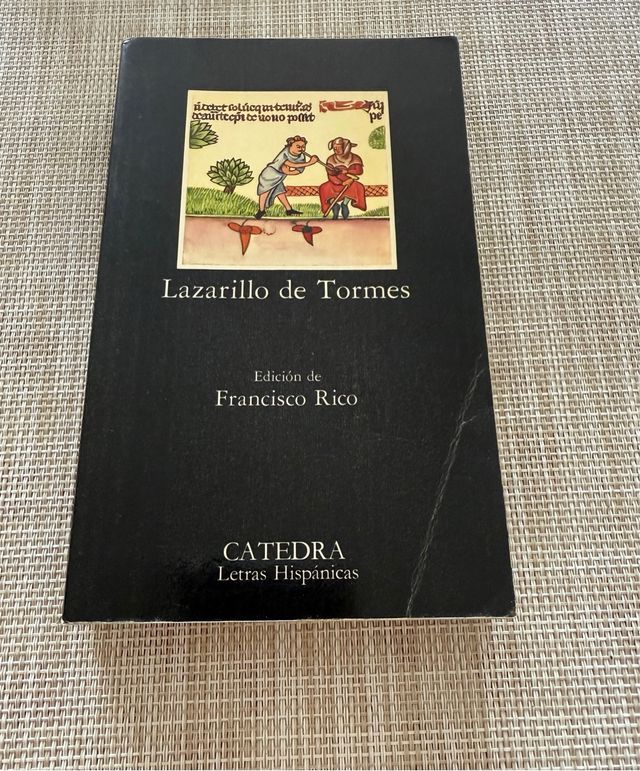 Lazarillo de Tormes
Edición de
Francisco Rico
CATEDRA
Letras Hispánicas